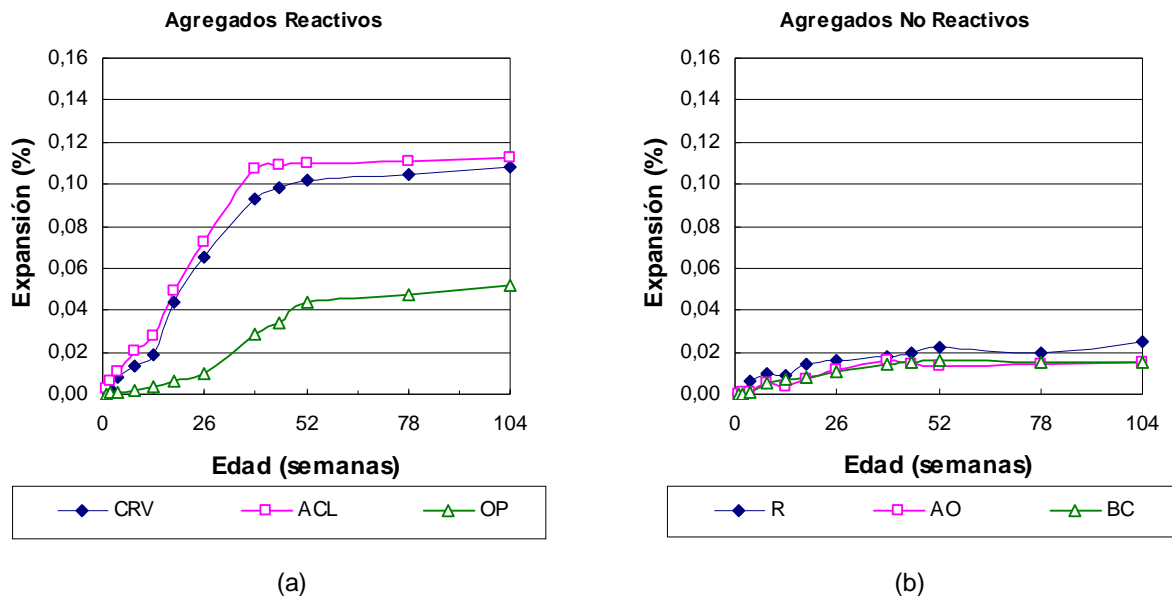 Agregados Reactivos
0,16
0,14
0,12
0,10
0,08
0,06
0,04
0,02
0,00
Expansión (%)
0 26 52 78 104
Edad (semanas)
CRV ACL OP
(a)
Agregados No Reactivos
0,16
0,14
0,12
0,10
0,08
0,06
0,04
0,02
0,00
Expansión (%)
0 26 52 78 104
Edad (semanas)
R AO BC
(b)